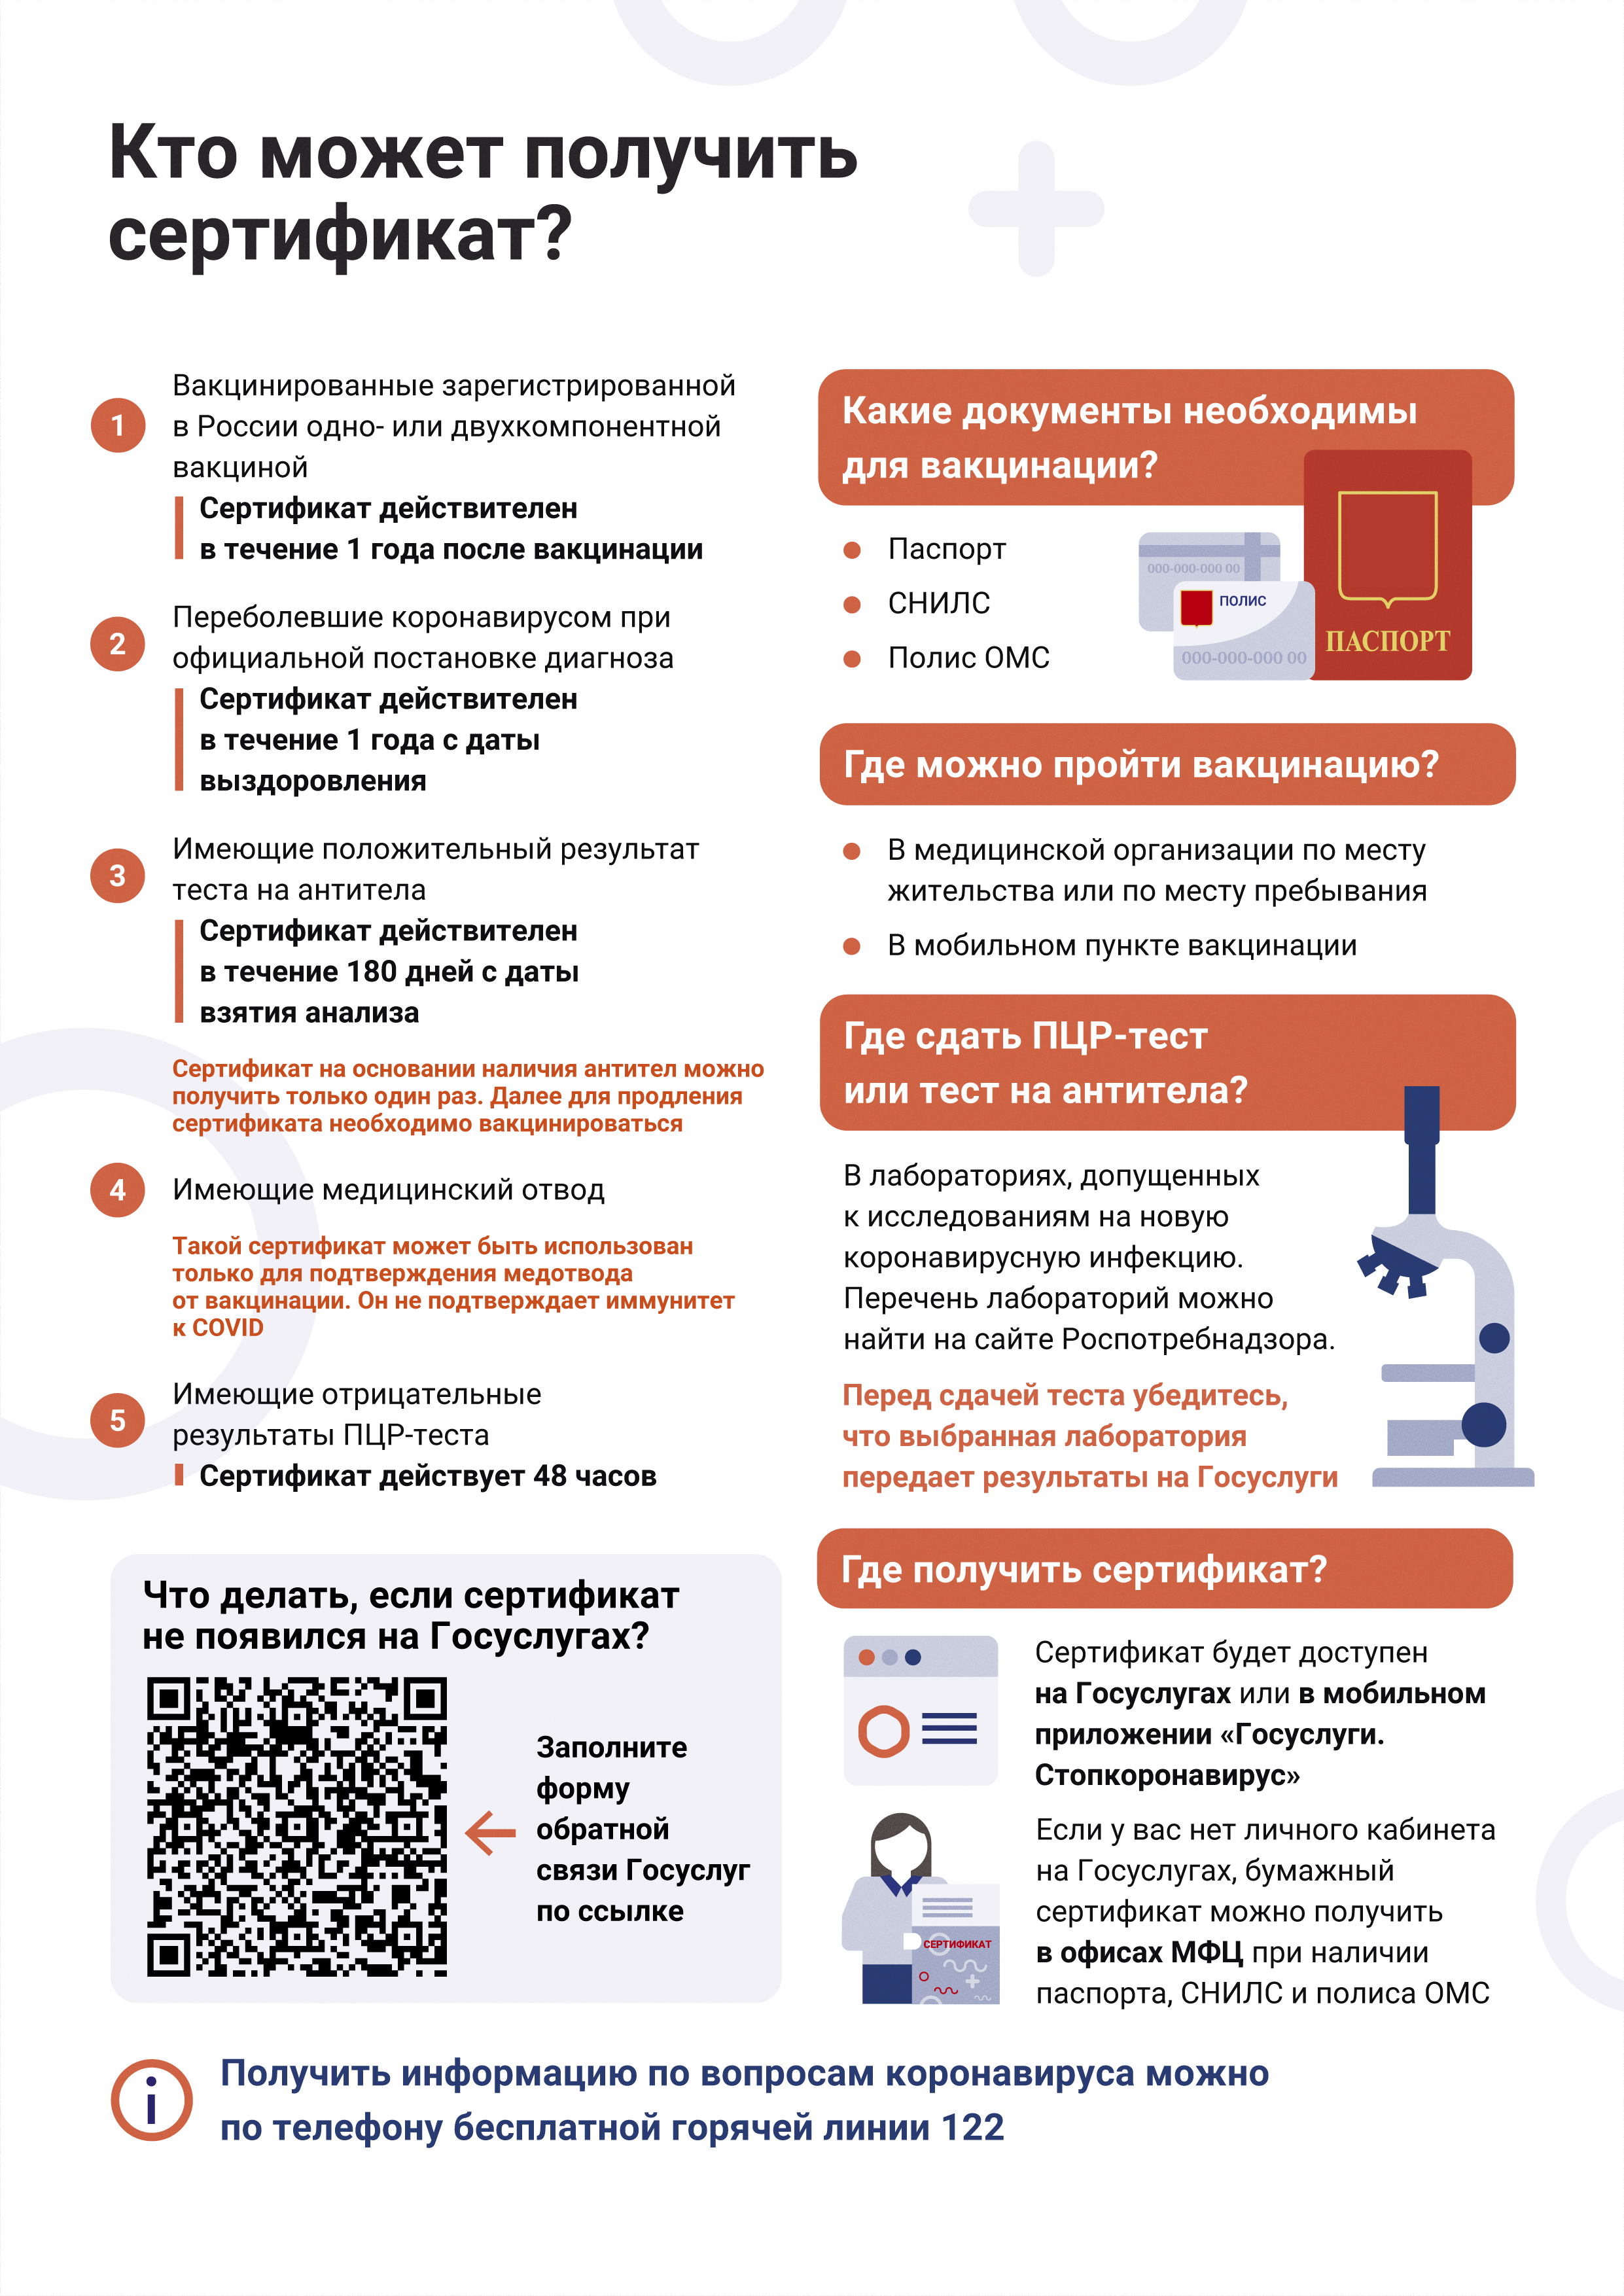 Кто может получить
сертификат?
1
Вакцинированные зарегистрированной
в России одно- или двухкомпонентной
вакциной
Сертификат действителен
в течение 1 года после вакцинации
2
Переболевшие коронавирусом при
официальной постановке диагноза
Сертификат действителен
в течение 1 года с даты
выздоровления
3
Имеющие положительный результат
теста на антитела
Сертификат действителен
в течение 180 дней с даты
взятия анализа
Сертификат на основании наличия антител можно
получить только один раз. Далее для продления
сертификата необходимо вакцинироваться
4
Имеющие медицинский отвод
Такой сертификат может быть использован
только для подтверждения медотвода
от вакцинации. Он не подтверждает иммунитет
к COVID
5
Имеющие отрицательные
результаты ПЦР-теста
Сертификат действует 48 часов
Что делать, если сертификат
не появился на Госуслугах?
Заполните
форму
обратной
связи Госуслуг
по ссылке
Какие документы необходимы
для вакцинации?
Паспорт
СНИЛС
Полис ОМС
000-000-000 00
ПОЛИС
000-000-000 00
ПАСПОРТ
Где можно пройти вакцинацию?
В медицинской организации по месту
жительства или по месту пребывания
В мобильном пункте вакцинации
Где сдать ПЦР-тест
или тест на антитела?
В лабораториях, допущенных
к исследованиям на новую
коронавирусную инфекцию.
Перечень лабораторий можно
найти на сайте Роспотребнадзора.
Перед сдачей теста убедитесь,
что выбранная лаборатория
передает результаты на Госуслуги
Где получить сертификат?
Сертификат будет доступен
на Госуслугах или в мобильном
приложении «Госуслуги.
Стопкоронавирус»
Если у вас нет личного кабинета
на Госуслугах, бумажный
сертификат можно получить
в офисах МФЦ при наличии
паспорта, СНИЛС и полиса ОМС
СЕРТИФИКАТ
i
Получить информацию по вопросам коронавируса можно
по телефону бесплатной горячей линии 122